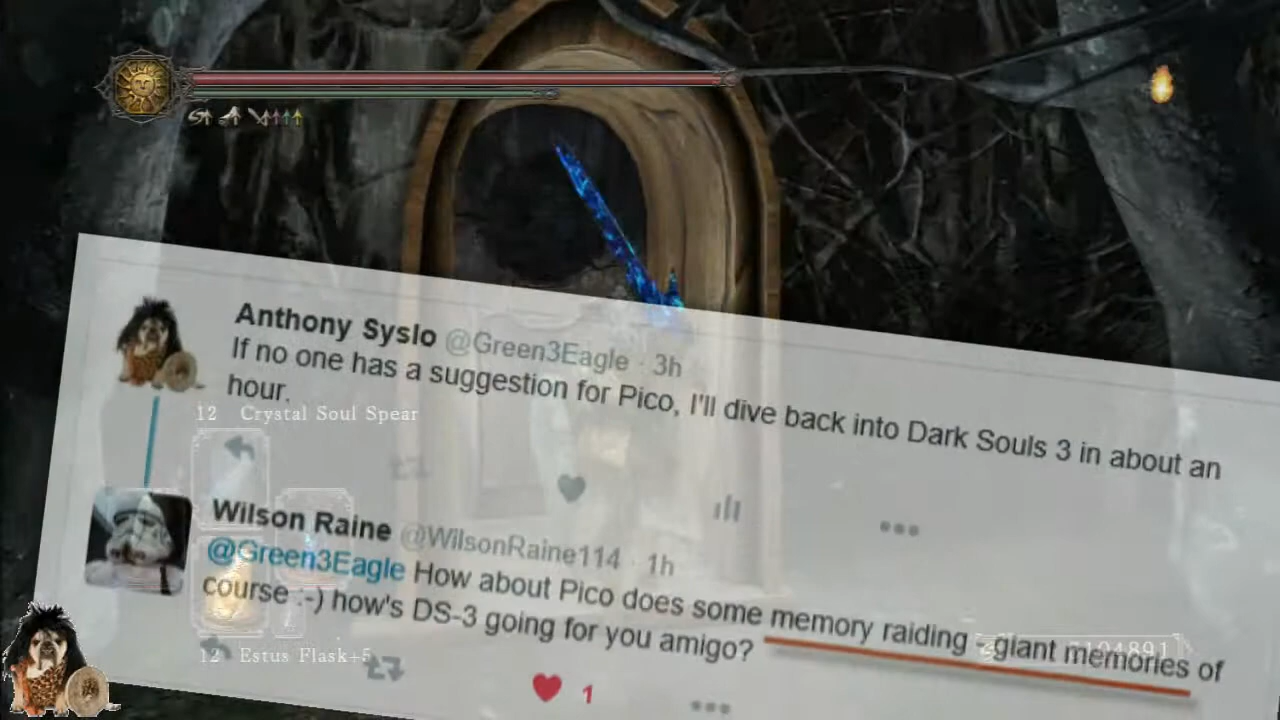 Anthony Syslo @Green3Eagle · 3h
If no one has a suggestion for Pico, I'll dive back into Dark Souls 3 in about an
hour.
12 Crystal Soul Spear
Wilson Raine @WilsonRaine114 · 1h
@Green3Eagle How about Pico does some memory raiding - giant memories of
course :-) how's DS-3 going for you amigo?
12 Estus Flask+5
1